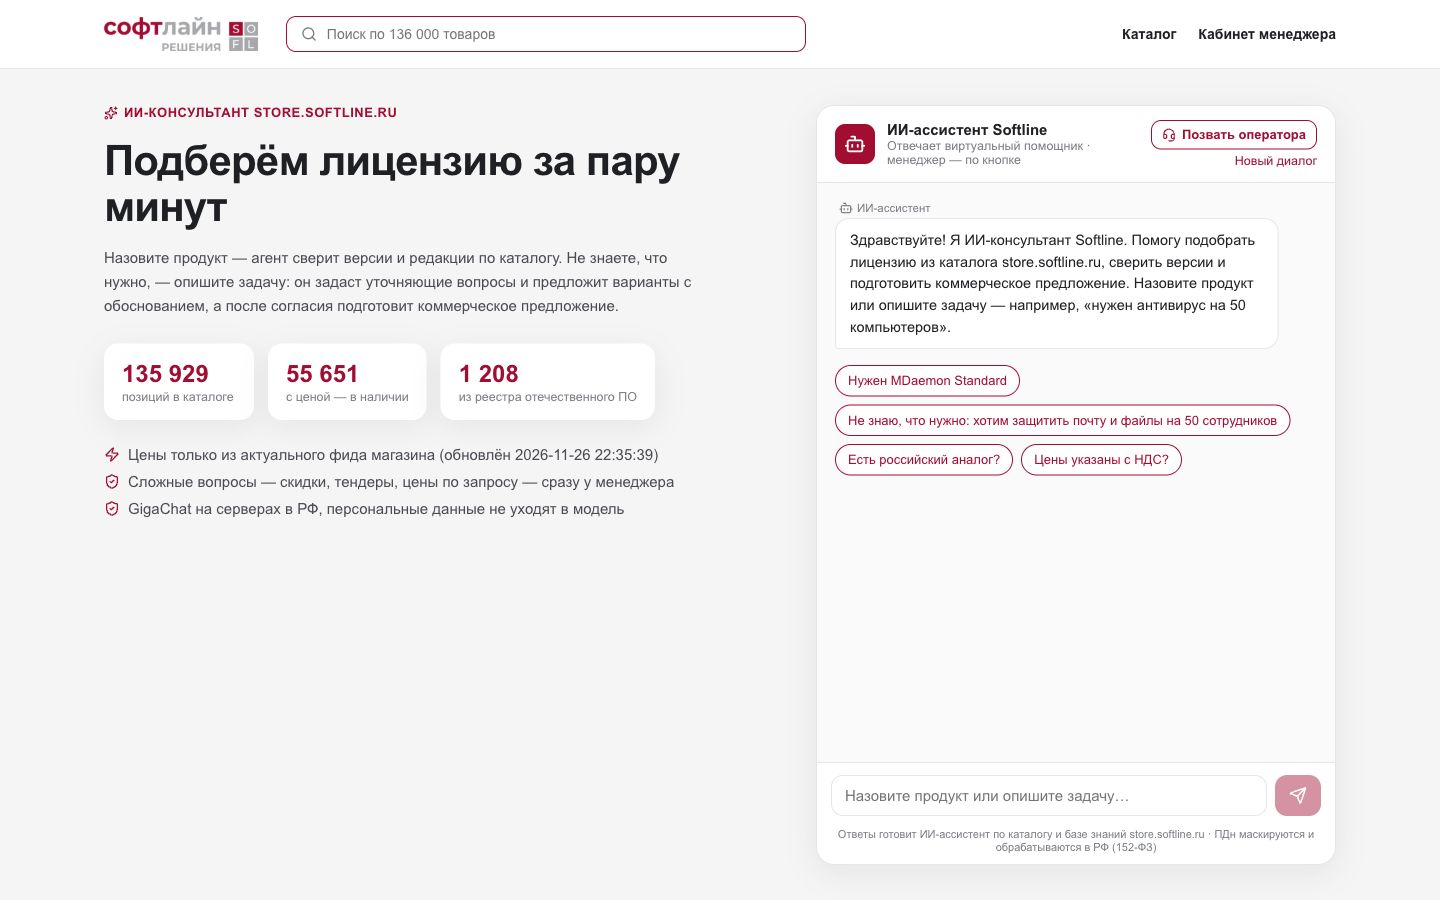 софтлайн
РЕШЕНИЯ
S O
F L
Поиск по 136 000 товаров
Каталог
Кабинет менеджера
ИИ-КОНСУЛЬТАНТ STORE.SOFTLINE.RU
Подберём лицензию за пару
минут
Назовите продукт — агент сверит версии и редакции по каталогу. Не знаете, что
нужно, — опишите задачу: он задаст уточняющие вопросы и предложит варианты с
обоснованием, а после согласия подготовит коммерческое предложение.
135 929
позиций в каталоге
55 651
с ценой — в наличии
1 208
из реестра отечественного ПО
Цены только из актуального фида магазина (обновлён 2026-11-26 22:35:39)
Сложные вопросы — скидки, тендеры, цены по запросу — сразу у менеджера
GigaChat на серверах в РФ, персональные данные не уходят в модель
ИИ-ассистент Softline
Отвечает виртуальный помощник ·
менеджер — по кнопке
Позвать оператора
Новый диалог
ИИ-ассистент
Здравствуйте! Я ИИ-консультант Softline. Помогу подобрать
лицензию из каталога store.softline.ru, сверить версии и
подготовить коммерческое предложение. Назовите продукт
или опишите задачу — например, «нужен антивирус на 50
компьютеров».
Нужен MDaemon Standard
Не знаю, что нужно: хотим защитить почту и файлы на 50 сотрудников
Есть российский аналог?
Цены указаны с НДС?
Назовите продукт или опишите задачу…
Ответы готовит ИИ-ассистент по каталогу и базе знаний store.softline.ru · ПДн маскируются и
обрабатываются в РФ (152-ФЗ)